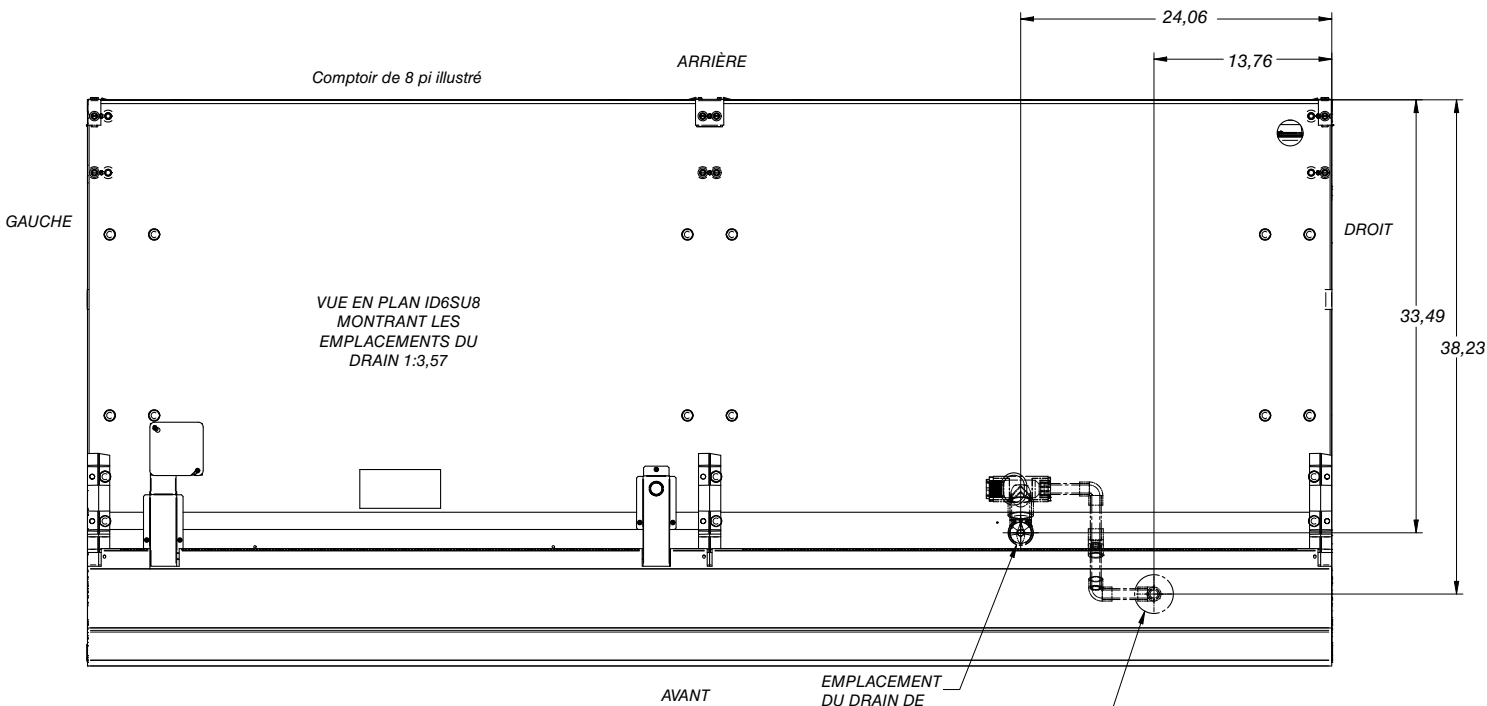 24,06
13,76
ARRIÈRE
Comptoir de 8 pi illustré
GAUCHE
DROIT
VUE EN PLAN ID6SU8
MONTRANT LES
EMPLACEMENTS DU
DRAIN 1:3,57
33,49
38,23
AVANT
EMPLACEMENT
DU DRAIN DE